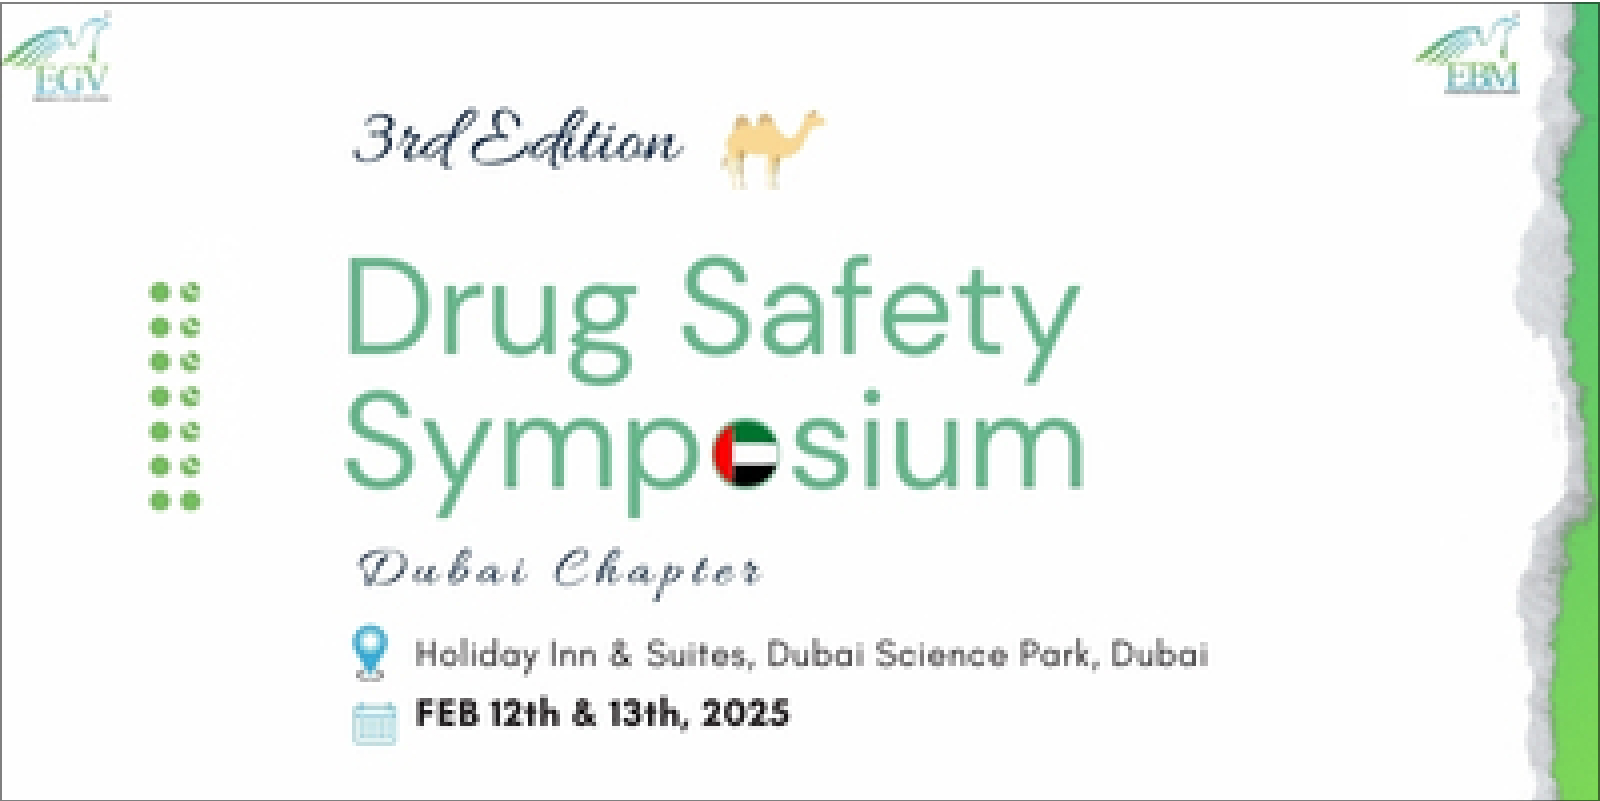 EGV
EBM
3rd Edition
Drug Safety
Symposium
Dubai Chapter
Holiday Inn & Suites, Dubai Science Park, Dubai
FEB 12th & 13th, 2025